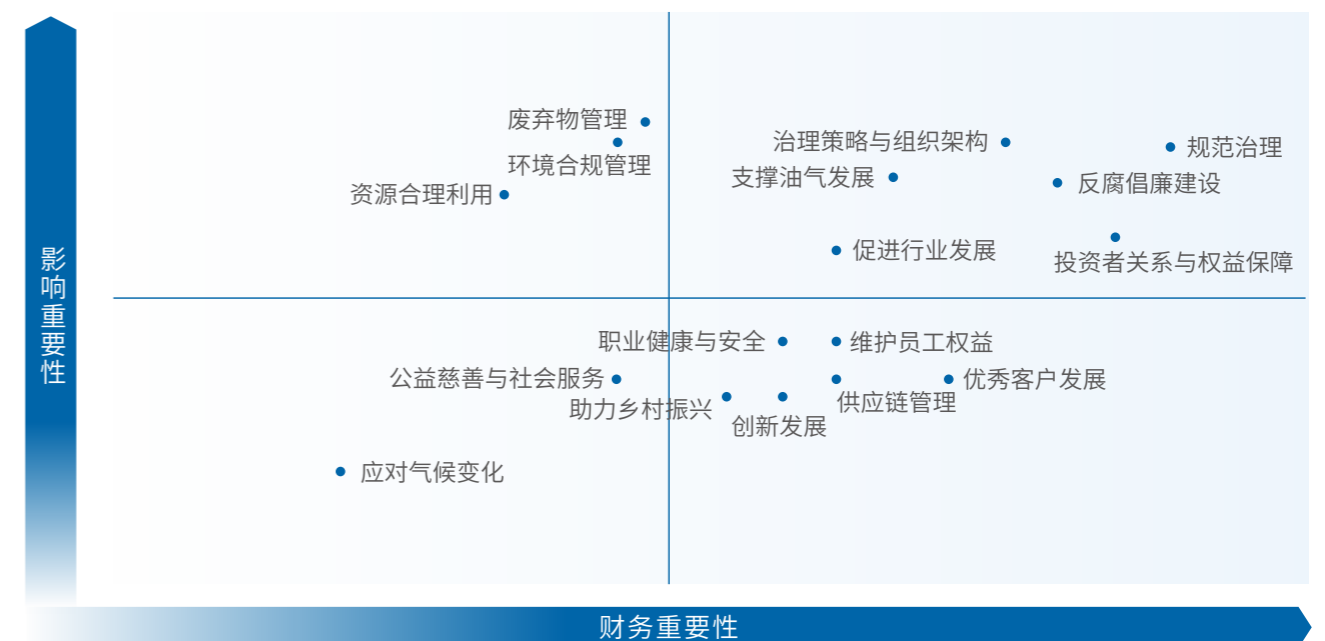 影响重要性
废弃物管理
环境合规管理
资源合理利用
治理策略与组织架构
支撑油气发展
规范治理
反腐倡廉建设
促进行业发展
投资者关系与权益保障
职业健康与安全
维护员工权益
公益慈善与社会服务
优秀客户发展
助力乡村振兴
供应链管理
创新发展
应对气候变化
财务重要性